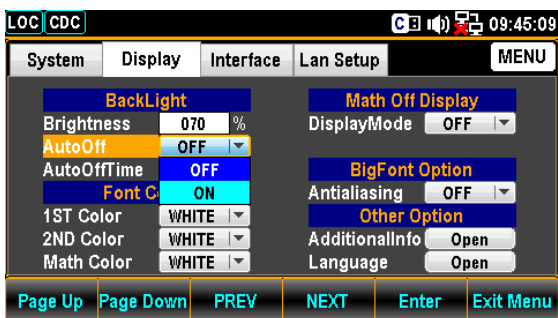 LOC CDC C 09:45:09
System Display Interface Lan Setup MENU
BackLight Math Off Display
Brightness 070 % DisplayMode OFF
AutoOff OFF
AutoOffTime OFF BigFont Option
ON Antialiasing OFF
Font C Other Option
1ST Color WHITE
2ND Color WHITE AdditionalInfo Open
Math Color WHITE Language Open
Page Up Page Down PREV NEXT Enter Exit Menu